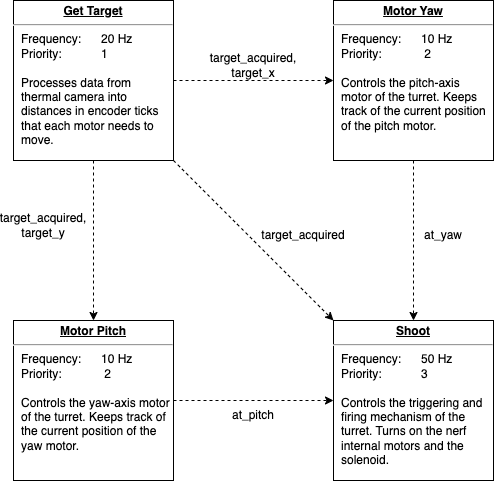 Get Target
Frequency: 20 Hz
Priority: 1
Processes data from
thermal camera into
distances in encoder ticks
that each motor needs to
move.
target_acquired,
target_x
Motor Yaw
Frequency: 10 Hz
Priority: 2
Controls the pitch-axis
motor of the turret. Keeps
track of the current position
of the pitch motor.
target_acquired,
target_y
target_acquired
at_yaw
Motor Pitch
Frequency: 10 Hz
Priority: 2
Controls the yaw-axis motor
of the turret. Keeps track of
the current position of the
yaw motor.
at_pitch
Shoot
Frequency: 50 Hz
Priority: 3
Controls the triggering and
firing mechanism of the
turret. Turns on the nerf
internal motors and the
solenoid.